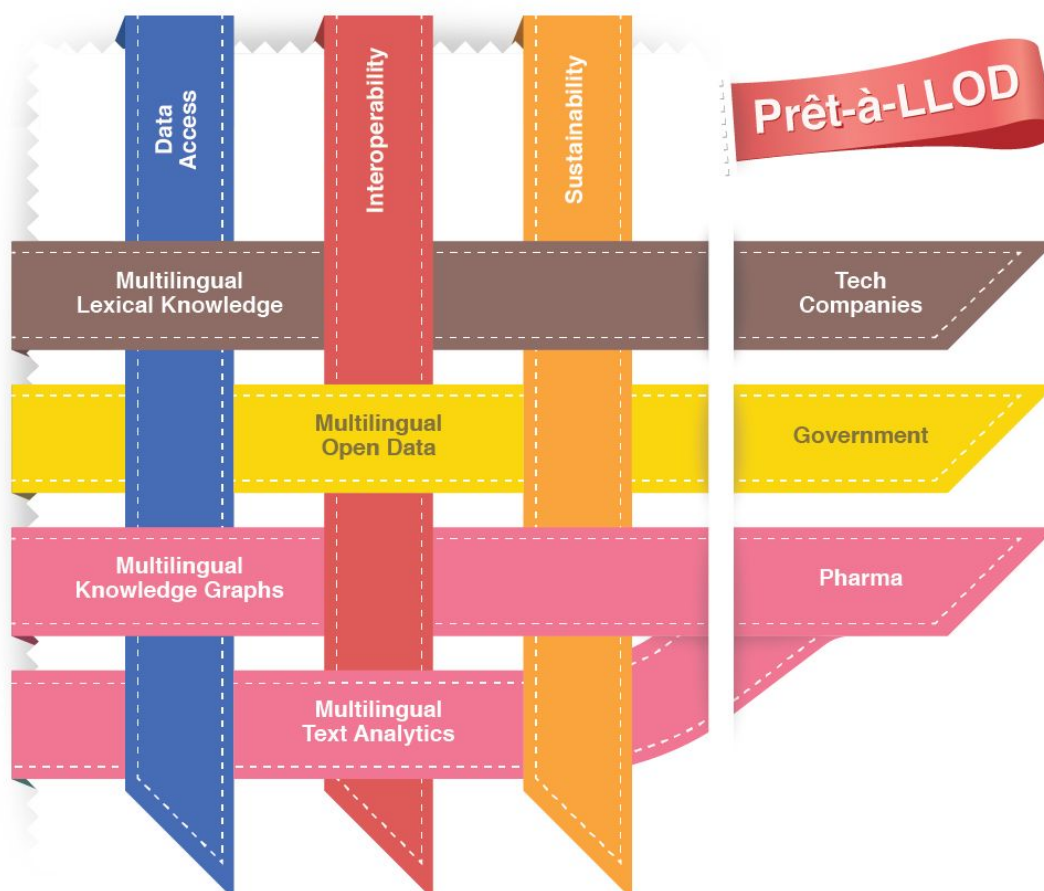 Data
Access
Interoperability
Sustainability
Prêt-à-LLOD
Multilingual
Lexical Knowledge
Tech
Companies
Multilingual
Open Data
Government
Multilingual
Knowledge Graphs
Pharma
Multilingual
Text Analytics